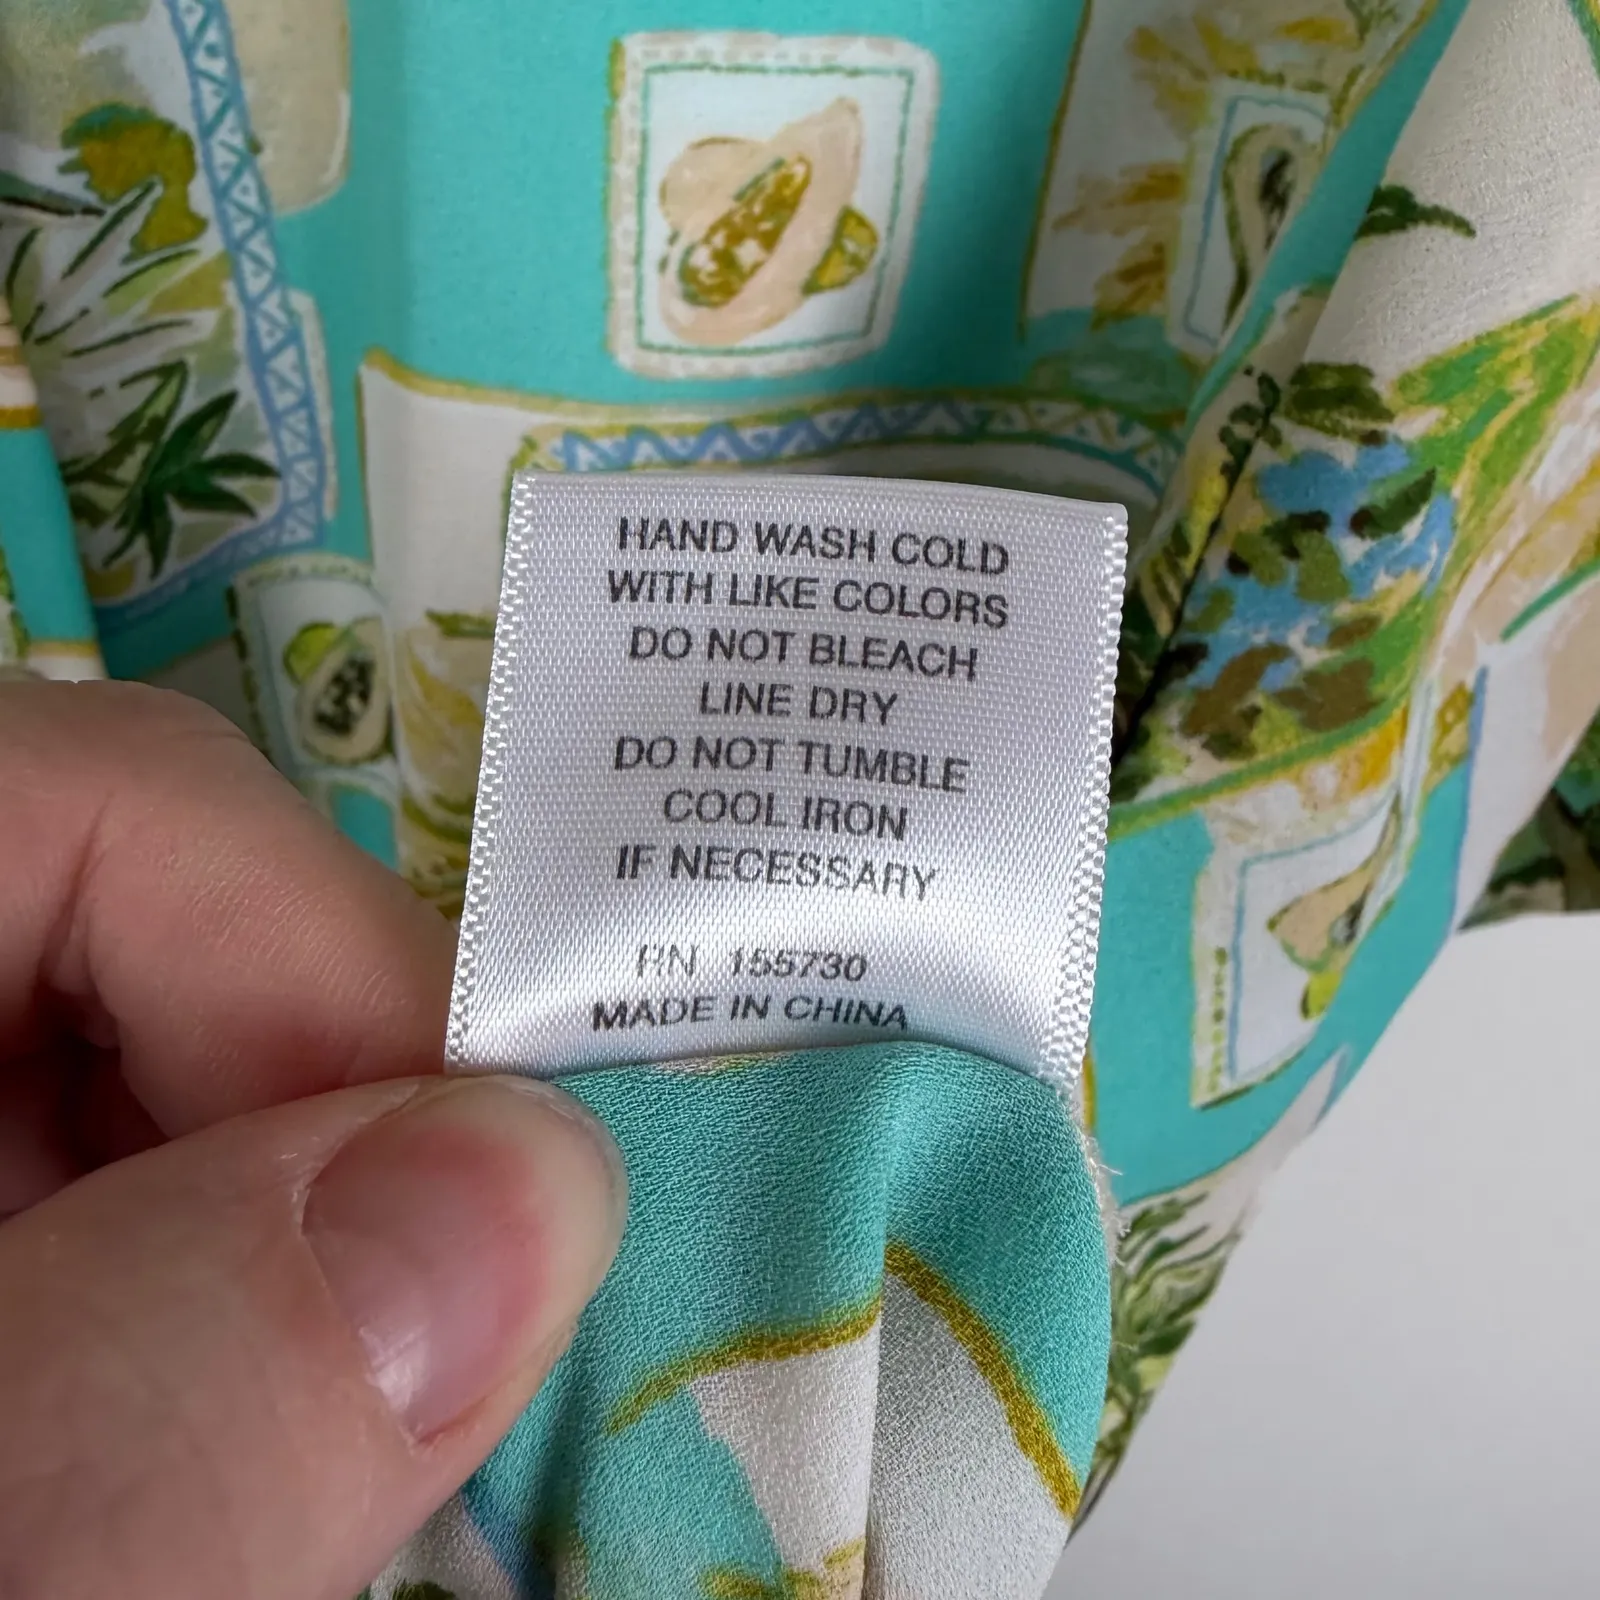 HAND WASH COLD
WITH LIKE COLORS
DO NOT BLEACH
LINE DRY
DO NOT TUMBLE
COOL IRON
IF NECESSARY
RN 155730
MADE IN CHINA